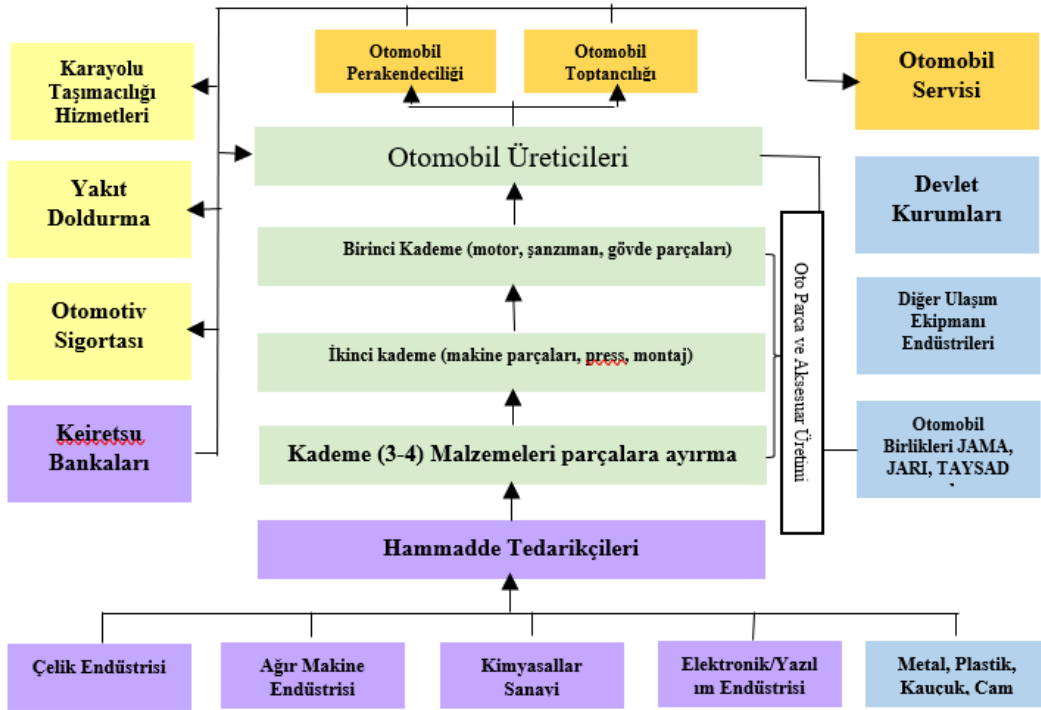 Otomobil
Perakendeciliği
Otomobil
Toptancılığı
Karayolu
Taşımacılığı
Hizmetleri
Otomobil
Servisi
Otomobil Üreticileri
Yakıt
Doldurma
Devlet
Kurumları
Birinci Kademe (motor, şanzıman, gövde parçaları)
Oto Parça ve Aksesuar Üretimi
Otomotiv
Sigortası
Diğer Ulaşım
Ekipmanı
Endüstrileri
İkinci kademe (makine parçaları, press, montaj)
Keiretsu
Bankaları
Kademe (3-4) Malzemeleri parçalara ayırma
Otomobil
Birlikleri JAMA,
JARI, TAYSAD
Hammadde Tedarikçileri
Çelik Endüstrisi
Ağır Makine
Endüstrisi
Kimyasallar
Sanayi
Elektronik/Yazıl
ım Endüstrisi
Metal, Plastik,
Kauçuk, Cam